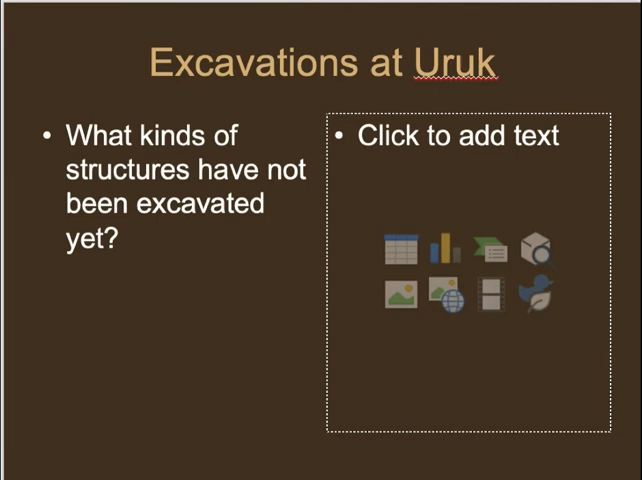 Excavations at Uruk
• What kinds of
structures have not
been excavated
yet?
• Click to add text